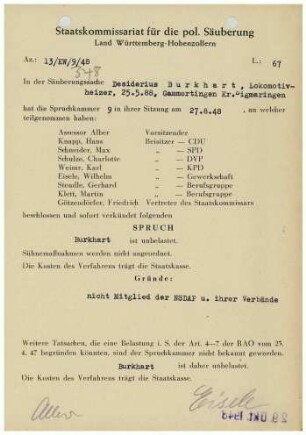 Staatskommissariat für die pol. Säuberung
Land Württemberg-Hohenzollern
Az.: 13/KW/9/48
L.: 67
548
In der Säuberungssache Desiderius Burkhart, Lokomotiv-
heizer, 25.5.88, Gammertingen Kr.Sigmaringen
hat die Spruchkammer 9 in ihrer Sitzung am 27.8.48, an welcher
teilgenommen haben:
Assessor Alber Vorsitzender
Knapp, Hans Beisitzer — CDU
Schneider, Max „ — SPD
Schulze, Charlotte „ — DVP
Weimer, Karl „ — KPD
Eisele, Wilhelm „ — Gewerkschaft
Steudle, Gerhard „ — Berufsgruppe
Klett, Martin „ — Berufsgruppe
Götzendörfer, Friedrich Vertreter des Staatskommissars
beschlossen und sofort verkündet folgenden
SPRUCH
Burkhart ist unbelastet.
Sühnemaßnahmen werden nicht angeordnet.
Die Kosten des Verfahrens trägt die Staatskasse.
Gründe:
nicht Mitglied der NSDAP u. ihrer Verbände
Weitere Tatsachen, die eine Belastung i. S. der Art. 4—7 der RAO vom 25.
4. 47 begründen könnten, sind der Spruchkammer nicht bekannt geworden.
Burkhart ist daher unbelastet.
Die Kosten des Verfahrens trägt die Staatskasse.
Alber
Eisele